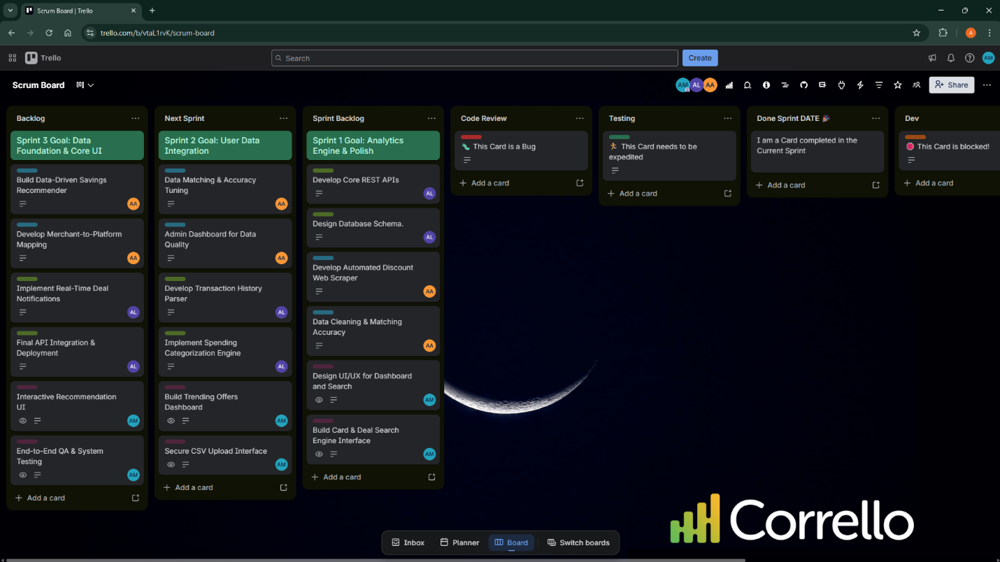 Scrum Board | Trello
trello.com/b/vtaL1rvK/scrum-board
A
Trello
Search
Create
AM
Scrum Board
AM
AL
AA
Share
Backlog
Sprint 3 Goal: Data
Foundation & Core UI
Build Data-Driven Savings
Recommender
AA
Develop Merchant-to-Platform
Mapping
AA
Implement Real-Time Deal
Notifications
AL
Final API Integration &
Deployment
AL
Interactive Recommendation
UI
AM
End-to-End QA & System
Testing
AM
Add a card
Next Sprint
Sprint 2 Goal: User Data
Integration
Data Matching & Accuracy
Tuning
AA
Admin Dashboard for Data
Quality
AA
Develop Transaction History
Parser
AL
Implement Spending
Categorization Engine
AL
Build Trending Offers
Dashboard
AM
Secure CSV Upload Interface
AM
Add a card
Sprint Backlog
Sprint 1 Goal: Analytics
Engine & Polish
Develop Core REST APIs
AL
Design Database Schema.
AL
Develop Automated Discount
Web Scraper
AA
Data Cleaning & Matching
Accuracy
AA
Design UI/UX for Dashboard
and Search
AM
Build Card & Deal Search
Engine Interface
AM
Add a card
Code Review
This Card is a Bug
Add a card
Testing
This Card needs to be
expedited
Add a card
Done Sprint DATE 🎉
I am a Card completed in the
Current Sprint
Add a card
Dev
This Card is blocked!
Add a card
Corrello
Inbox
Planner
Board
Switch boards